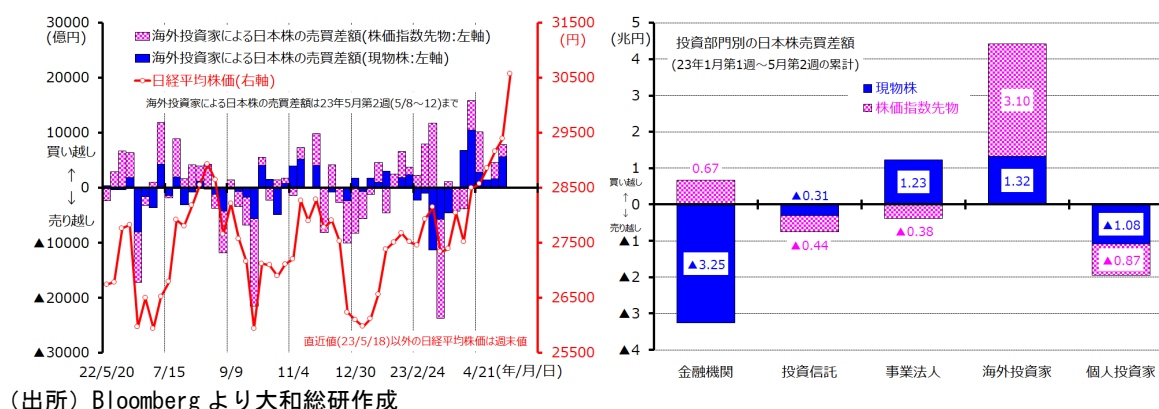 30000
(億円)
20000
10000
買い越し
↑
0
↓
売り越し
▲10000
▲20000
▲30000
海外投資家による日本株の売買差額(株価指数先物:左軸)
海外投資家による日本株の売買差額(現物株:左軸)
日経平均株価(右軸)
海外投資家による日本株の売買差額は23年5月第2週(5/8～12)まで
直近値(23/5/18)以外の日経平均株価は週末値
31500
(円)
30500
29500
28500
27500
26500
25500
22/5/20 7/15 9/9 11/4 12/30 23/2/24 4/21(年/月/日)
5
(兆円)
4
3
2
1
買い越し
↑
0
↓
売り越し
▲1
▲2
▲3
▲4
投資部門別の日本株売買差額
(23年1月第1週～5月第2週の累計)
現物株
株価指数先物
0.67
▲3.25
▲0.31
▲0.44
1.23
▲0.38
3.10
1.32
▲1.08
▲0.87
金融機関 投資信託 事業法人 海外投資家 個人投資家
(出所) Bloomberg より大和総研作成